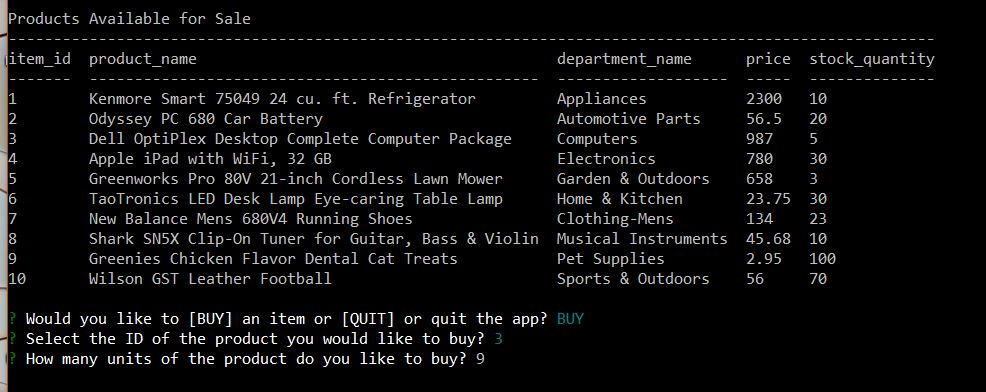 Products Available for Sale
-------------------------------------------------------------------------------------------------------
item_id  product_name                                        department_name      price  stock_quantity
-------  --------------------------------------------------  -------------------  -----  --------------
1        Kenmore Smart 75049 24 cu. ft. Refrigerator         Appliances           2300   10
2        Odyssey PC 680 Car Battery                          Automotive Parts     56.5   20
3        Dell OptiPlex Desktop Complete Computer Package     Computers            987    5
4        Apple iPad with WiFi, 32 GB                         Electronics          780    30
5        Greenworks Pro 80V 21-inch Cordless Lawn Mower      Garden & Outdoors    658    3
6        TaoTronics LED Desk Lamp Eye-caring Table Lamp      Home & Kitchen       23.75  30
7        New Balance Mens 680V4 Running Shoes                Clothing-Mens        134    23
8        Shark SN5X Clip-On Tuner for Guitar, Bass & Violin  Musical Instruments  45.68  10
9        Greenies Chicken Flavor Dental Cat Treats           Pet Supplies         2.95   100
10       Wilson GST Leather Football                         Sports & Outdoors    56     70
? Would you like to [BUY] an item or [QUIT] or quit the app? BUY
? Select the ID of the product you would like to buy? 3
? How many units of the product do you like to buy? 9